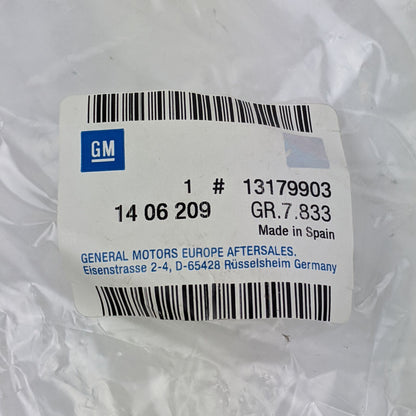 GM
1 # 13179903
14 06 209 GR.7.833
Made in Spain
GENERAL MOTORS EUROPE AFTERSALES.
Eisenstrasse 2-4, D-65428 Rüsselsheim Germany